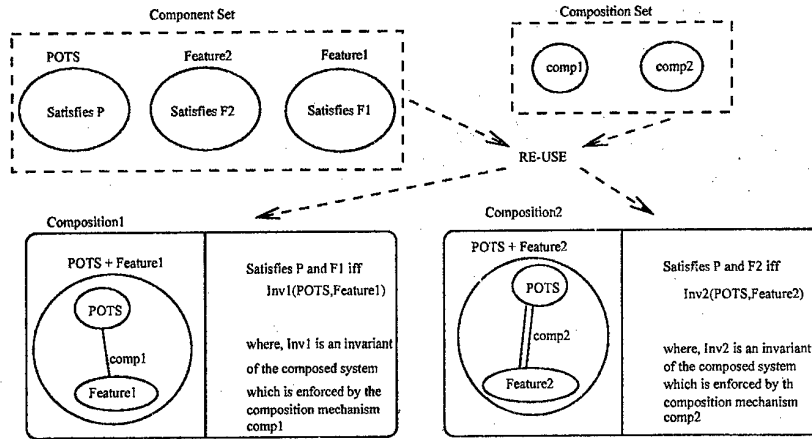 Component Set
Composition Set
POTS
Feature2
Feature1
Satisfies P
Satisfies F2
Satisfies F1
comp1
comp2
RE-USE
Composition1
POTS + Feature1
POTS
comp1
Feature1
Satisfies P and F1 iff
Inv1(POTS,Feature1)
where, Inv1 is an invariant
of the composed system
which is enforced by the
composition mechanism
comp1
Composition2
POTS + Feature2
POTS
comp2
Feature2
Satisfies P and F2 iff
Inv2(POTS,Feature2)
where, Inv2 is an invariant
of the composed system
which is enforced by th
composition mechanism
comp2